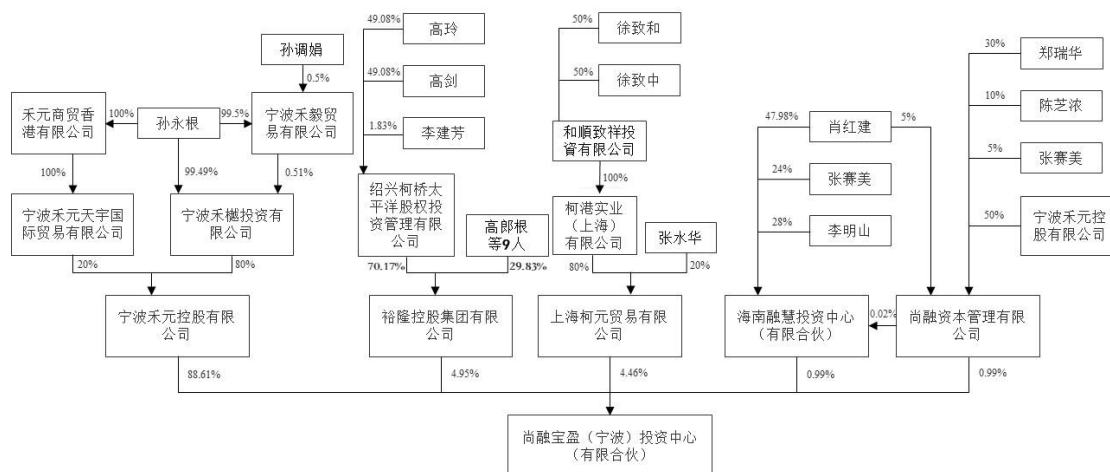 49.08%
高玲
50%
徐致和
孙调娟
30%
郑瑞华
0.5%
49.08%
高剑
50%
徐致中
禾元商贸香
港有限公司
100%
孙永根
99.5%
宁波禾毅贸
易有限公司
10%
陈芝浓
1.83%
李建芳
和順致祥投
資有限公司
47.98%
肖红建
5%
5%
张赛美
100%
99.49%
0.51%
100%
24%
张赛美
宁波禾元天宇国
际贸易有限公司
宁波禾樾投资有
限公司
绍兴柯桥太
平洋股权投
资管理有限
公司
高郎根
等9人
柯港实业
（上海）
有限公司
张水华
28%
李明山
50%
宁波禾元控
股有限公司
20%
80%
70.17%
29.83%
80%
20%
宁波禾元控股有限
公司
裕隆控股集团有限
公司
上海柯元贸易有限
公司
海南融慧投资中心
（有限合伙）
0.02%
尚融资本管理有限
公司
88.61%
4.95%
4.46%
0.99%
0.99%
尚融宝盈（宁波）投资中心
（有限合伙）